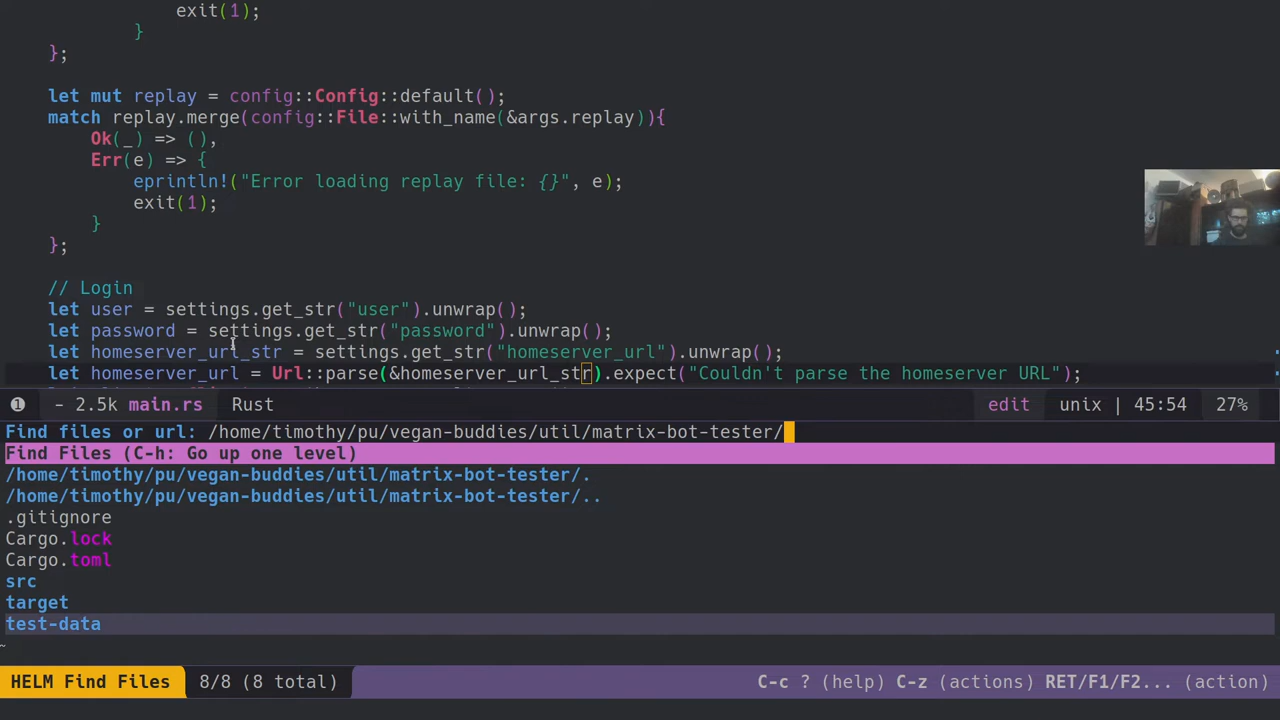 exit(1);
}
};
let mut replay = config::Config::default();
match replay.merge(config::File::with_name(&args.replay)){
Ok(_) => (),
Err(e) => {
eprintln!("Error loading replay file: {}", e);
exit(1);
}
};
// Login
let user = settings.get_str("user").unwrap();
let password = settings.get_str("password").unwrap();
let homeserver_url_str = settings.get_str("homeserver_url").unwrap();
let homeserver_url = Url::parse(&homeserver_url_str).expect("Couldn't parse the homeserver URL");
❶ - 2.5k main.rs Rust edit unix | 45:54 27%
Find files or url: /home/timothy/pu/vegan-buddies/util/matrix-bot-tester/
Find Files (C-h: Go up one level)
/home/timothy/pu/vegan-buddies/util/matrix-bot-tester/.
/home/timothy/pu/vegan-buddies/util/matrix-bot-tester/..
.gitignore
Cargo.lock
Cargo.toml
src
target
test-data
~
HELM Find Files 8/8 (8 total) C-c ? (help) C-z (actions) RET/F1/F2... (action)